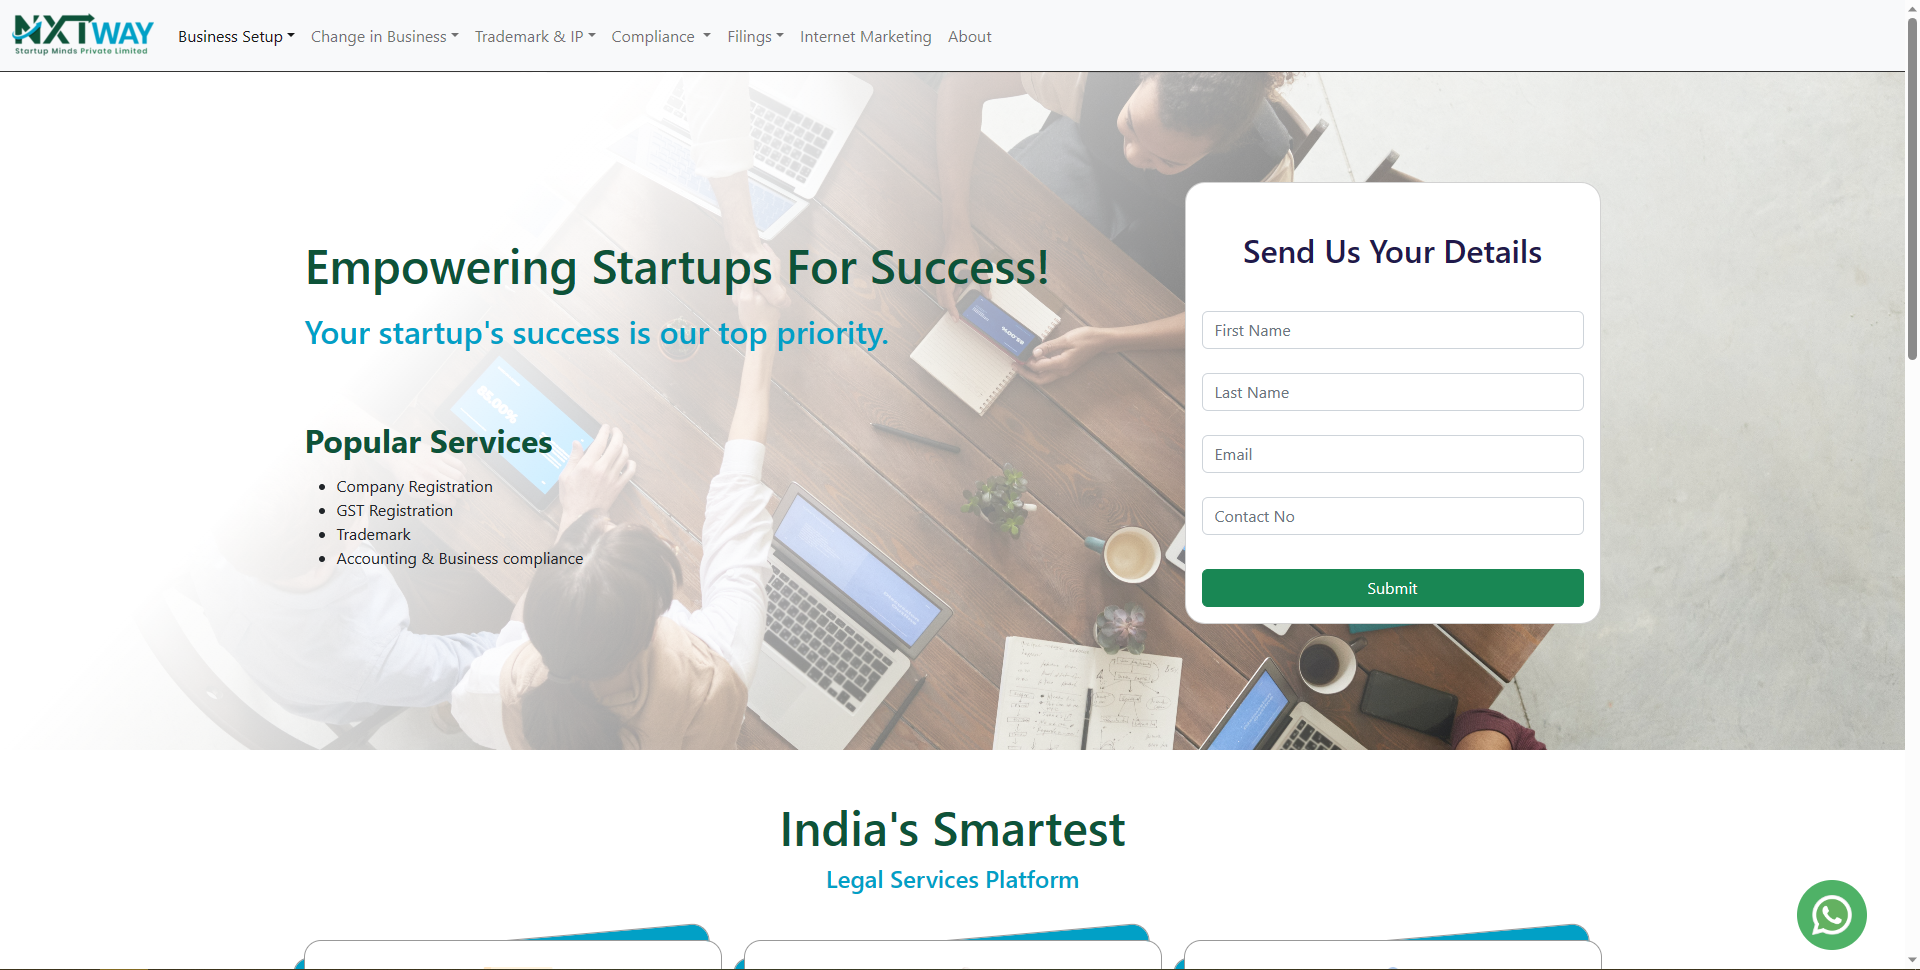 NXTWAY
Startup Minds Private Limited
Business Setup
Change in Business
Trademark & IP
Compliance
Filings
Internet Marketing
About
Empowering Startups For Success!
Your startup's success is our top priority.
Popular Services
Company Registration
GST Registration
Trademark
Accounting & Business compliance
Send Us Your Details
First Name
Last Name
Email
Contact No
Submit
India's Smartest
Legal Services Platform